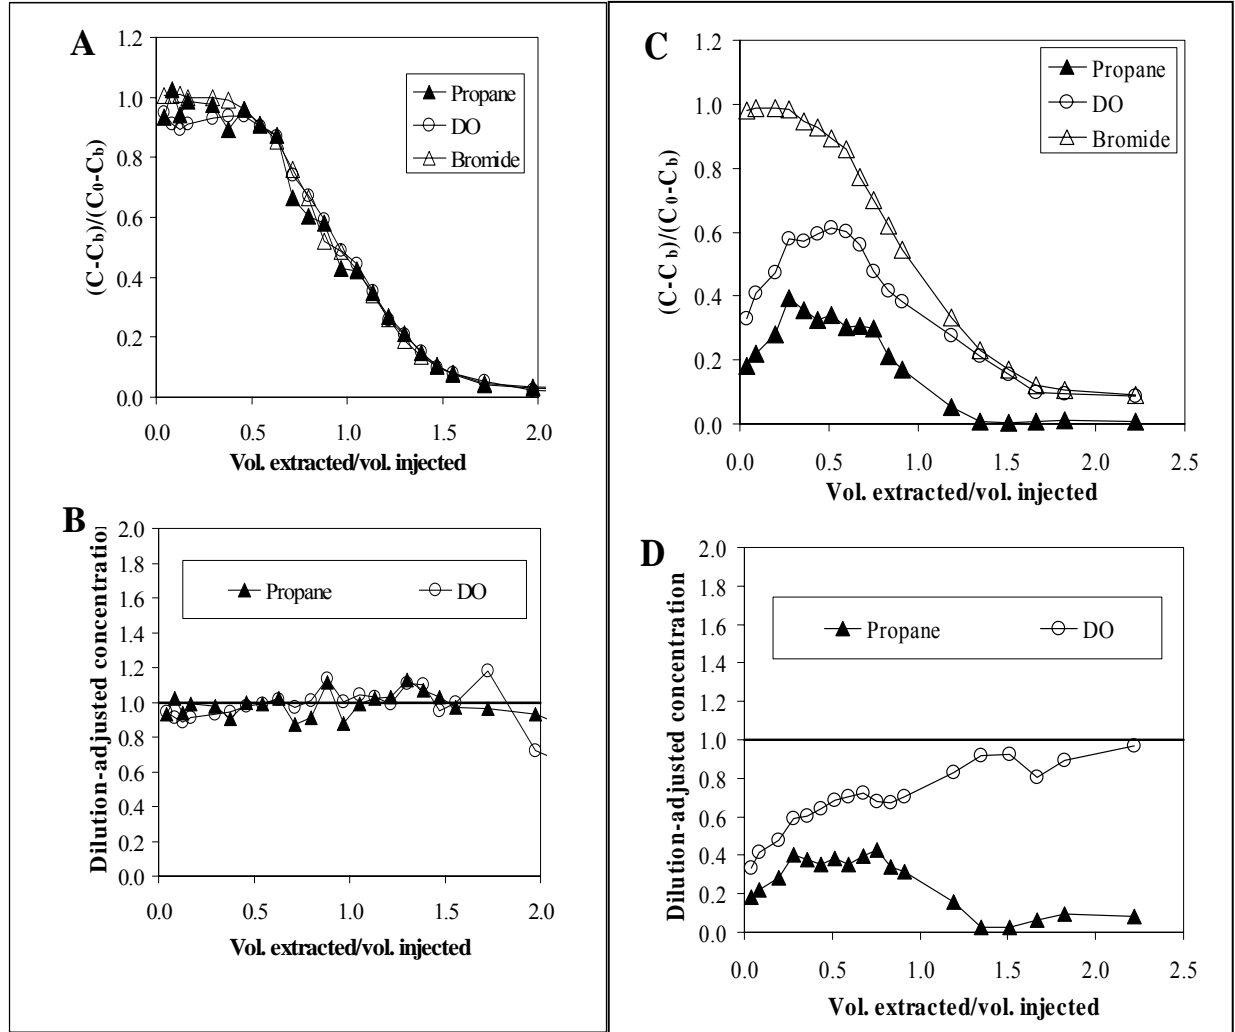 A
1.2
1.0
0.8
0.6
0.4
0.2
0.0
(C-Cb)/(C0-Cb)
Propane
DO
Bromide
0.0 0.5 1.0 1.5 2.0
Vol. extracted/vol. injected
B
2.0
1.8
1.6
1.4
1.2
1.0
0.8
0.6
0.4
0.2
0.0
Dilution-adjusted concentration
Propane DO
0.0 0.5 1.0 1.5 2.0
Vol. extracted/vol. injected
C
1.2
1.0
0.8
0.6
0.4
0.2
0.0
(C-Cb)/(C0-Cb)
Propane
DO
Bromide
0.0 0.5 1.0 1.5 2.0 2.5
Vol. extracted/vol. injected
D
2.0
1.8
1.6
1.4
1.2
1.0
0.8
0.6
0.4
0.2
0.0
Dilution-adjusted concentration
Propane DO
0.0 0.5 1.0 1.5 2.0 2.5
Vol. extracted/vol. injected